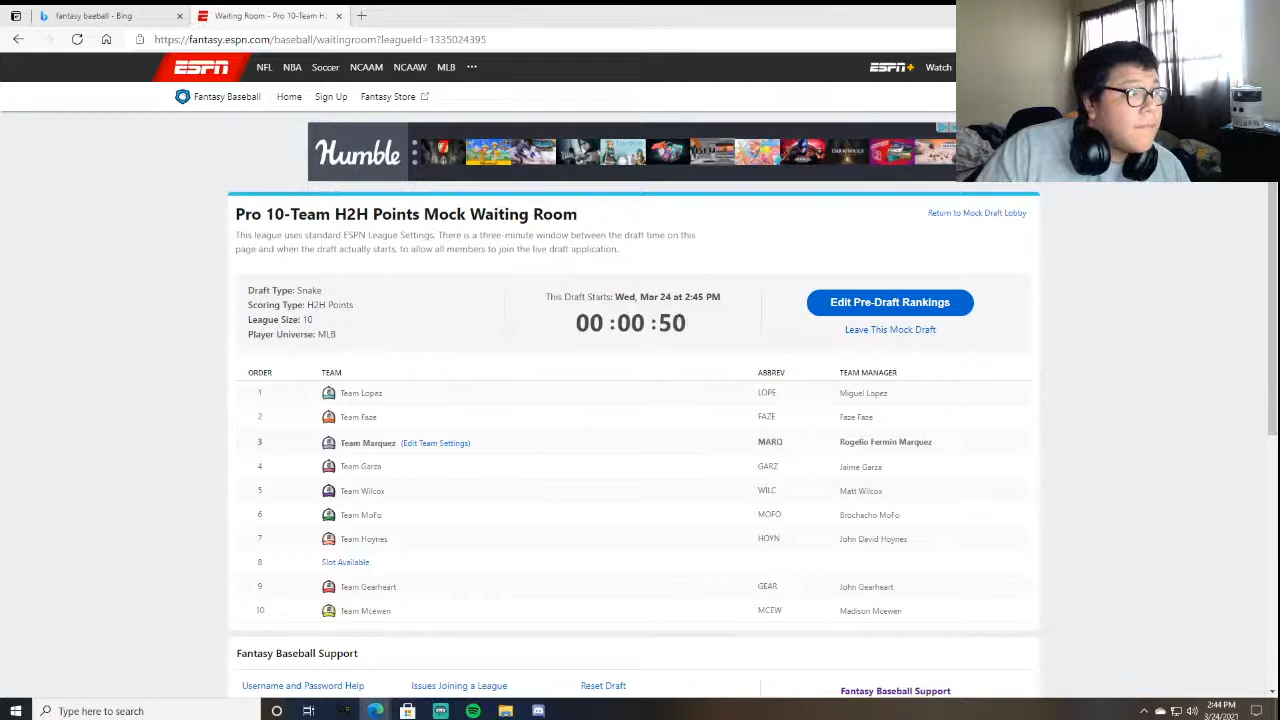 fantasy baeball - Bing
Waiting Room - Pro 10-Team H2
https://fantasy.espn.com/baseball/waitingroom?leagueId=1335024395
ESPN NFL NBA Soccer NCAAM NCAAW MLB ... ESPN+ Watch
Fantasy Baseball Home Sign Up Fantasy Store
Humble
DARK SOULS
Pro 10-Team H2H Points Mock Waiting Room
Return to Mock Draft Lobby
This league uses standard ESPN League Settings. There is a three-minute window between the draft time on this
page and when the draft actually starts, to allow all members to join the live draft application.
Draft Type: Snake
Scoring Type: H2H Points
League Size: 10
Player Universe: MLB
This Draft Starts: Wed, Mar 24 at 2:45 PM
00 :00 :50
Edit Pre-Draft Rankings
Leave This Mock Draft
ORDER TEAM ABBREV TEAM MANAGER
1 Team Lopez LOPE Miguel Lopez
2 Team Faze FAZE Faze Faze
3 Team Marquez (Edit Team Settings) MARQ Rogelio Fermin Marquez
4 Team Garza GARZ Jaime Garza
5 Team Wilcox WILC Matt Wilcox
6 Team MoFo MOFO Brochacho MoFo
7 Team Hoynes HOYN John David Hoynes
8 Slot Available
9 Team Gearheart GEAR John Gearheart
10 Team Mcewen MCEW Madison Mcewen
Fantasy Baseball Support
Username and Password Help Issues Joining a League Reset Draft
Fantasy Baseball Support
Type here to search
2:44 PM
3/24/2021